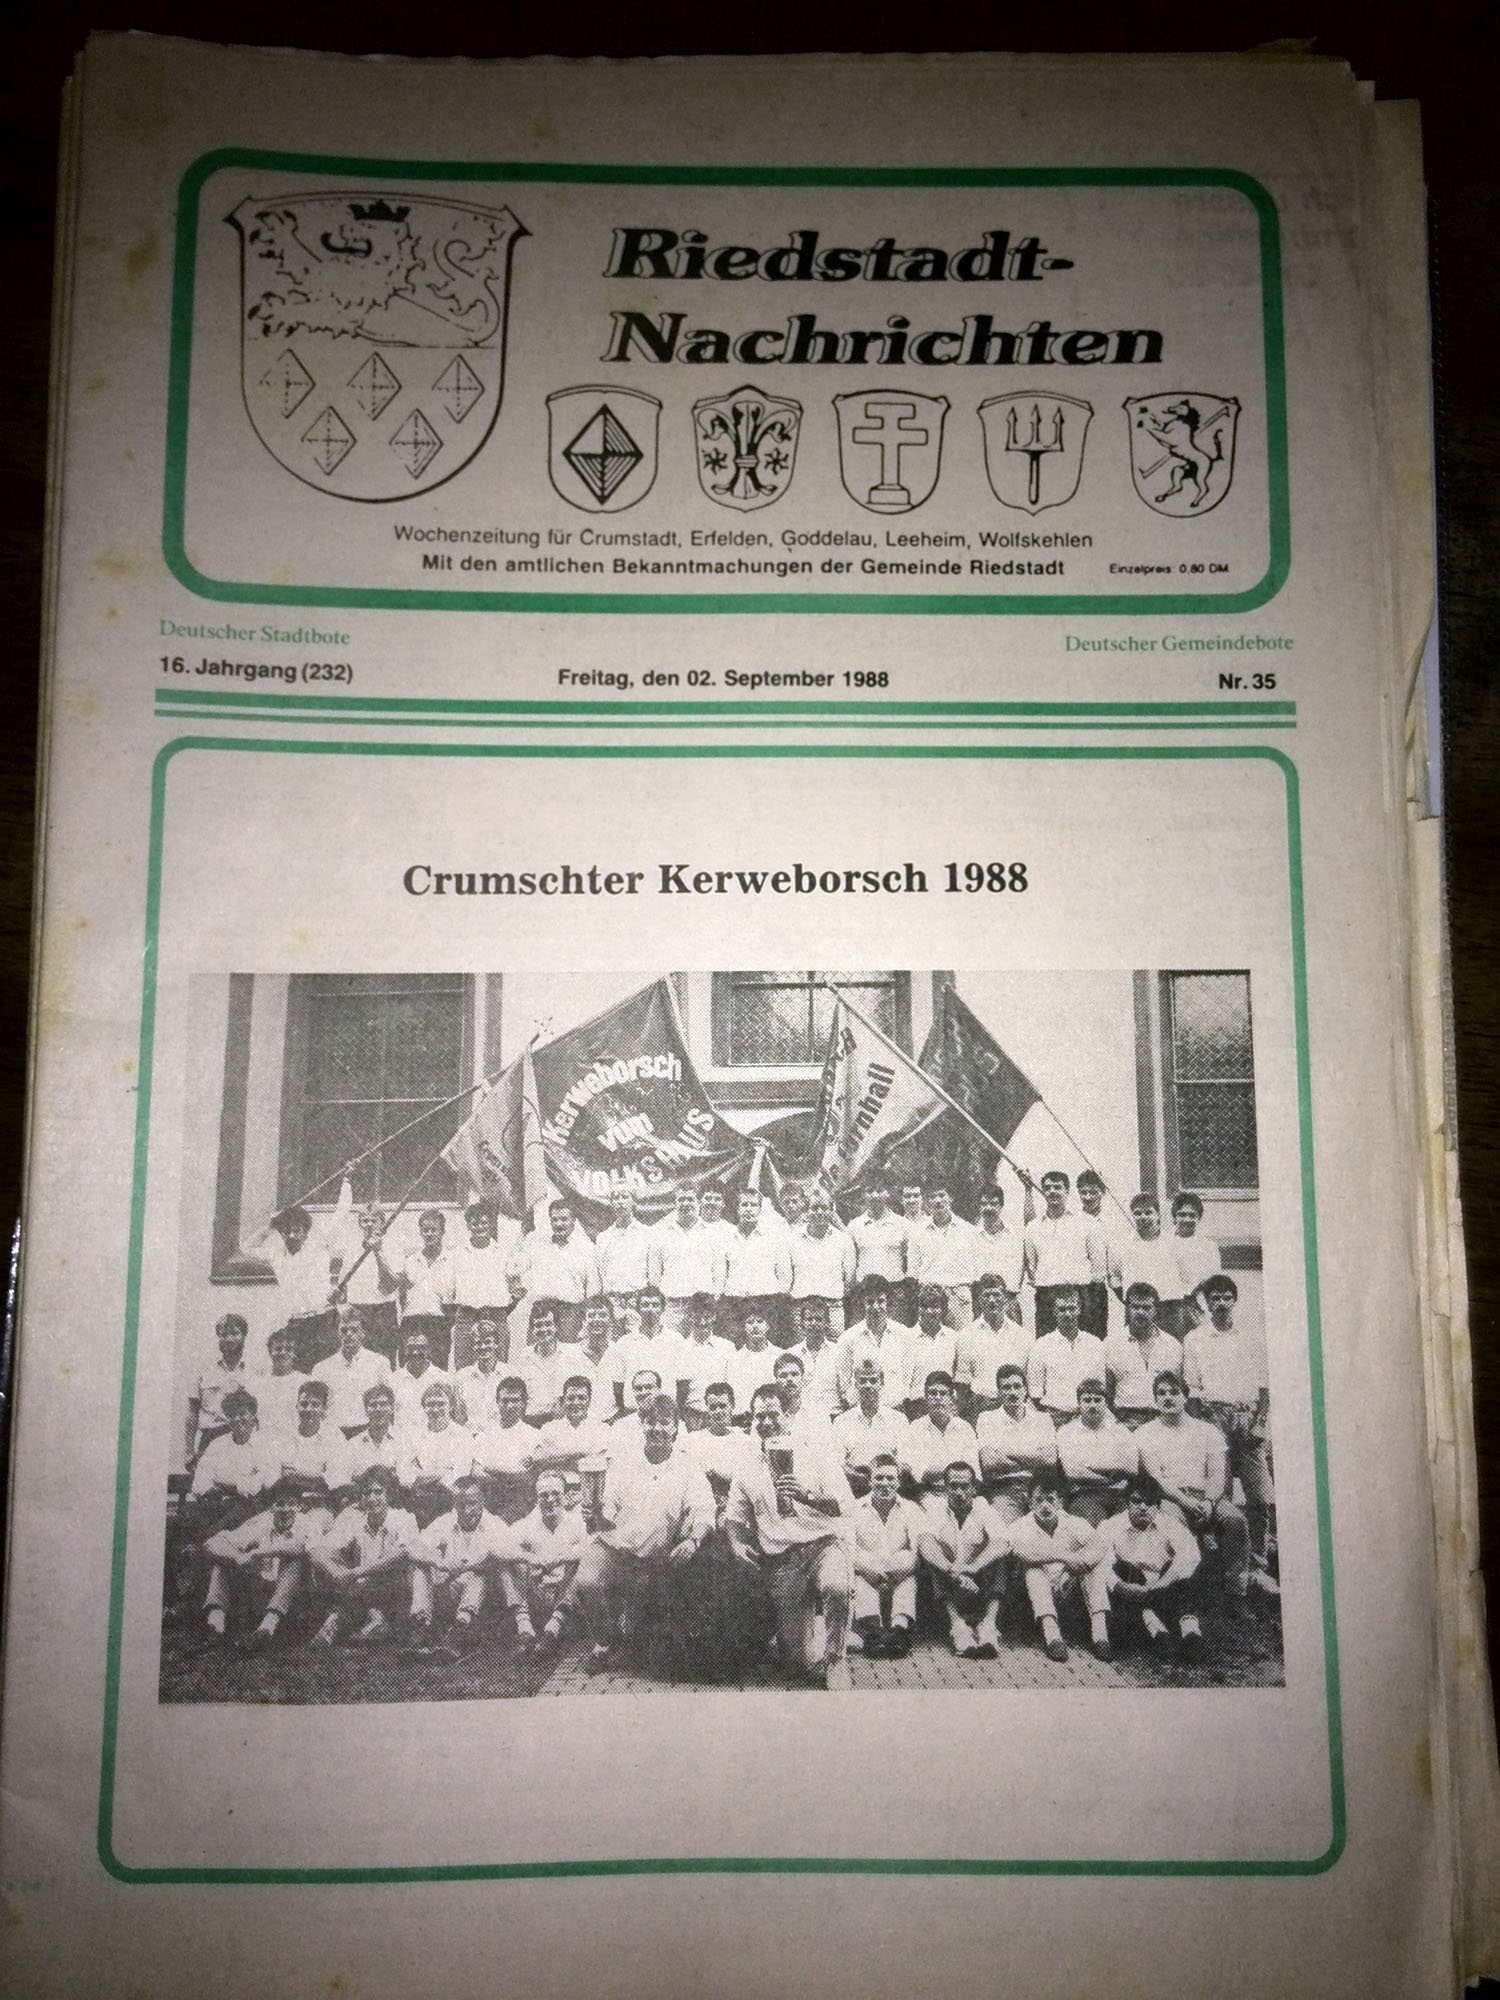 Riedstadt-
Nachrichten
Wochenzeitung für Crumstadt, Erfelden, Goddelau, Leeheim, Wolfskehlen
Mit den amtlichen Bekanntmachungen der Gemeinde Riedstadt
Einzelpreis: 0,80 DM
Deutscher Stadtbote
Deutscher Gemeindebote
16. Jahrgang (232)
Freitag, den 02. September 1988
Nr. 35
Crumschter Kerweborsch 1988
Kerweborsch
vum
VOLKSHAUS